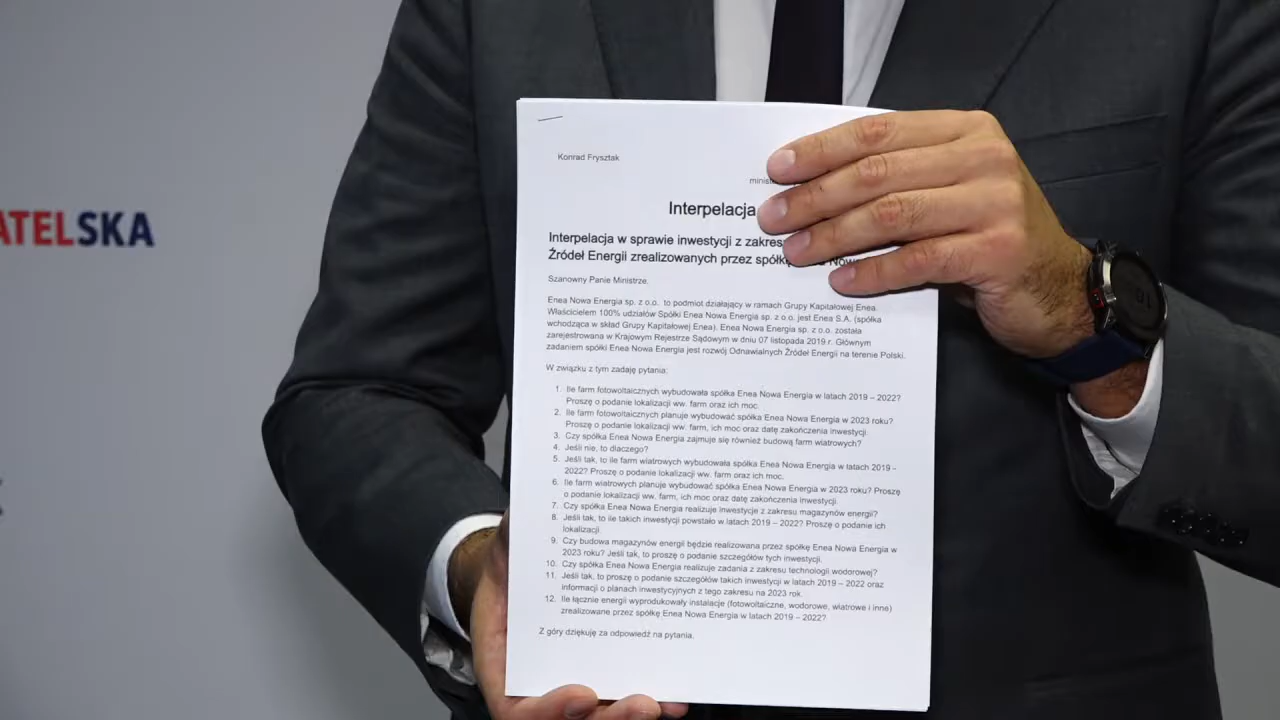 ATELSKA
Konrad Frysztak
Interpelacja
Interpelacja w sprawie inwestycji z
Źródeł Energii zrealizowanych przez
Szanowny Panie Ministrze,
Enea Nowa Energia sp. z o.o. to podmiot działający w ramach Grupy Kapitałowej Enea.
Właścicielem 100% udziałów Spółki Enea Nowa Energia sp. z o.o. jest Enea S.A. (spółka
wchodząca w skład Grupy Kapitałowej Enea). Enea Nowa Energia sp. z o.o. została
zarejestrowana w Krajowym Rejestrze Sądowym w dniu 07 listopada 2019 r. Głównym
zadaniem spółki Enea Nowa Energia jest rozwój Odnawialnych Źródeł Energii na terenie Polski.
W związku z tym zadaję pytania:
1. Ile farm fotowoltaicznych wybudowała spółka Enea Nowa Energia w latach 2019 – 2022?
Proszę o podanie lokalizacji ww. farm oraz ich moc.
2. Ile farm fotowoltaicznych planuje wybudować spółka Enea Nowa Energia w 2023 roku?
Proszę o podanie lokalizacji ww. farm, ich moc oraz datę zakończenia inwestycji
3. Czy spółka Enea Nowa Energia zajmuje się również budową farm wiatrowych?
4. Jeśli nie, to dlaczego?
5. Jeśli tak, to ile farm wiatrowych wybudowała spółka Enea Nowa Energia w latach 2019 –
2022? Proszę o podanie lokalizacji ww. farm oraz ich moc.
6. Ile farm wiatrowych planuje wybudować spółka Enea Nowa Energia w 2023 roku? Proszę
o podanie lokalizacji ww. farm, ich moc oraz datę zakończenia inwestycji.
7. Czy spółka Enea Nowa Energia realizuje inwestycje z zakresu magazynów energii?
8. Jeśli tak, to ile takich inwestycji powstało w latach 2019 – 2022? Proszę o podanie ich
lokalizacji.
9. Czy budowa magazynów energii będzie realizowana przez spółkę Enea Nowa Energia w
2023 roku? Jeśli tak, to proszę o podanie szczegółów tych inwestycji.
10. Czy spółka Enea Nowa Energia realizuje zadania z zakresu technologii wodorowej?
11. Jeśli tak, to proszę o podanie szczegółów takich inwestycji w latach 2019 – 2022 oraz
informacji o planach inwestycyjnych z tego zakresu na 2023 rok.
12. Ile łącznie energii wyprodukowały instalacje (fotowoltaiczne, wodorowe, wiatrowe i inne)
zrealizowane przez spółkę Enea Nowa Energia w latach 2019 – 2022?
Z góry dziękuję za odpowiedź na pytania.
10